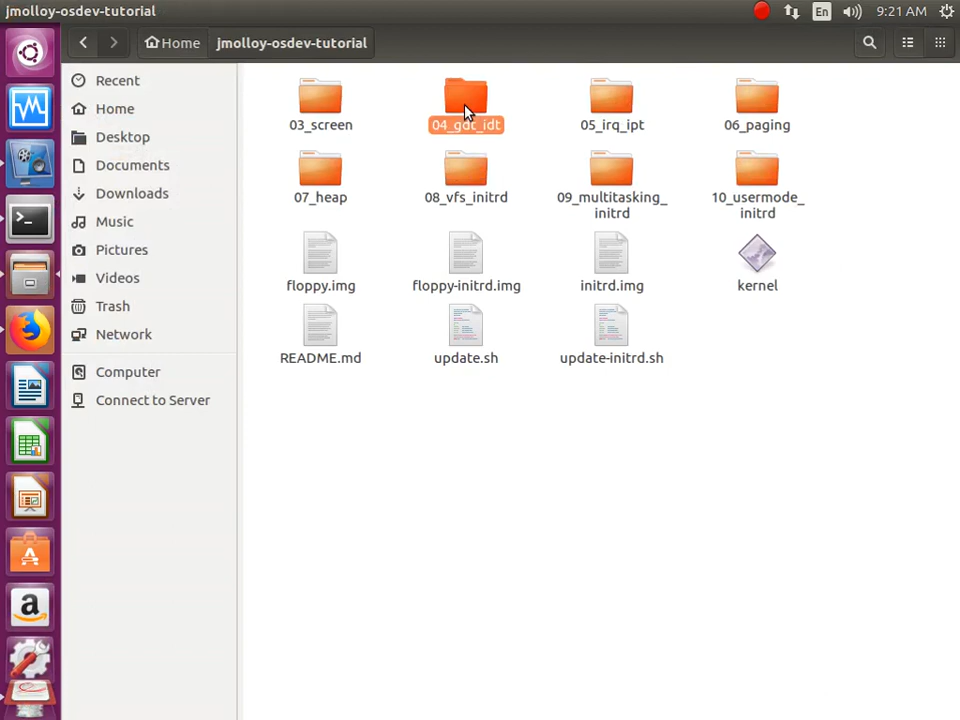 jmolloy-osdev-tutorial
En
9:21 AM
Home
jmolloy-osdev-tutorial
Recent
Home
Desktop
Documents
Downloads
Music
Pictures
Videos
Trash
Network
Computer
Connect to Server
03_screen
04_gdt_idt
05_irq_ipt
06_paging
07_heap
08_vfs_initrd
09_multitasking_
initrd
10_usermode_
initrd
floppy.img
floppy-initrd.img
initrd.img
kernel
README.md
update.sh
update-initrd.sh